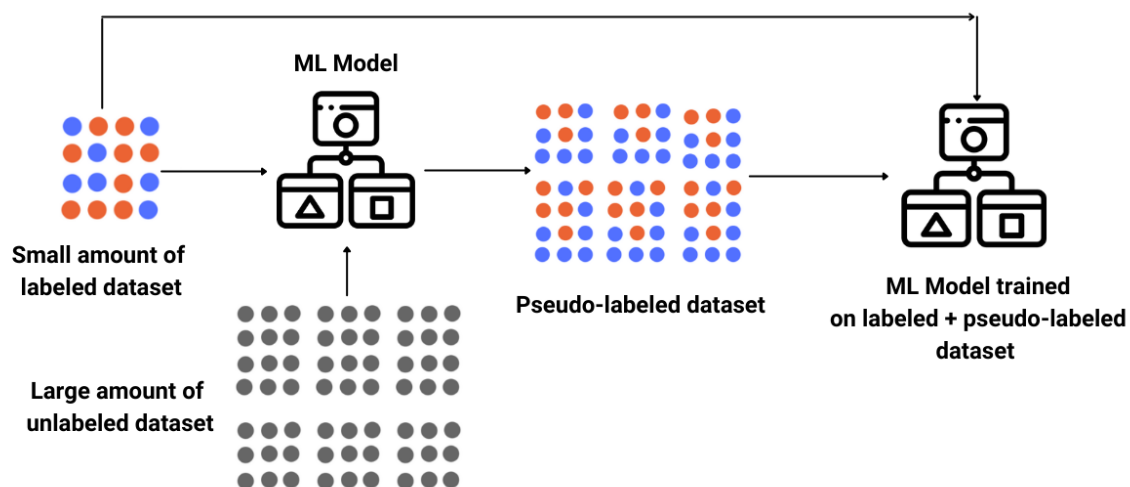 ML Model
Small amount of
labeled dataset
Pseudo-labeled dataset
ML Model trained
on labeled + pseudo-labeled
dataset
Large amount of
unlabeled dataset